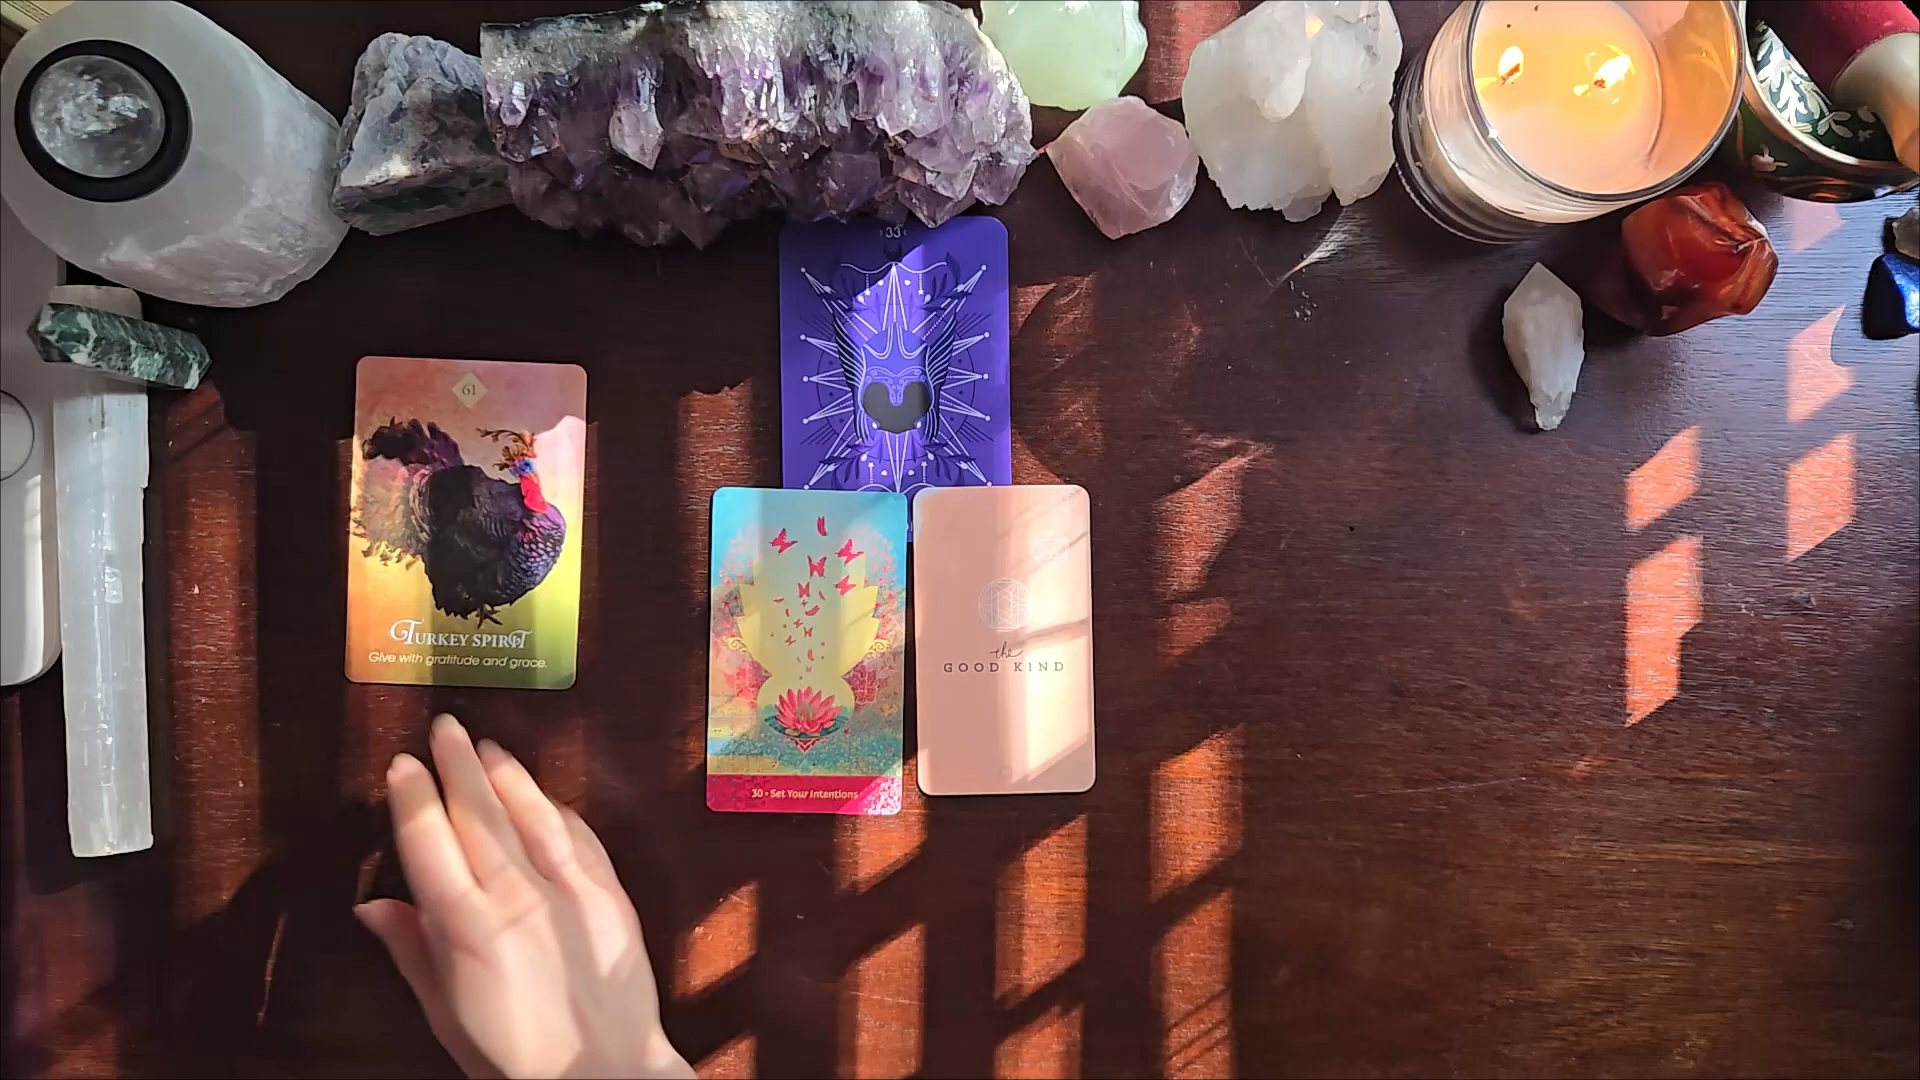 61
TURKEY SPIRIT
Give with gratitude and grace.
33
30 • Set Your Intentions
the
GOOD KIND